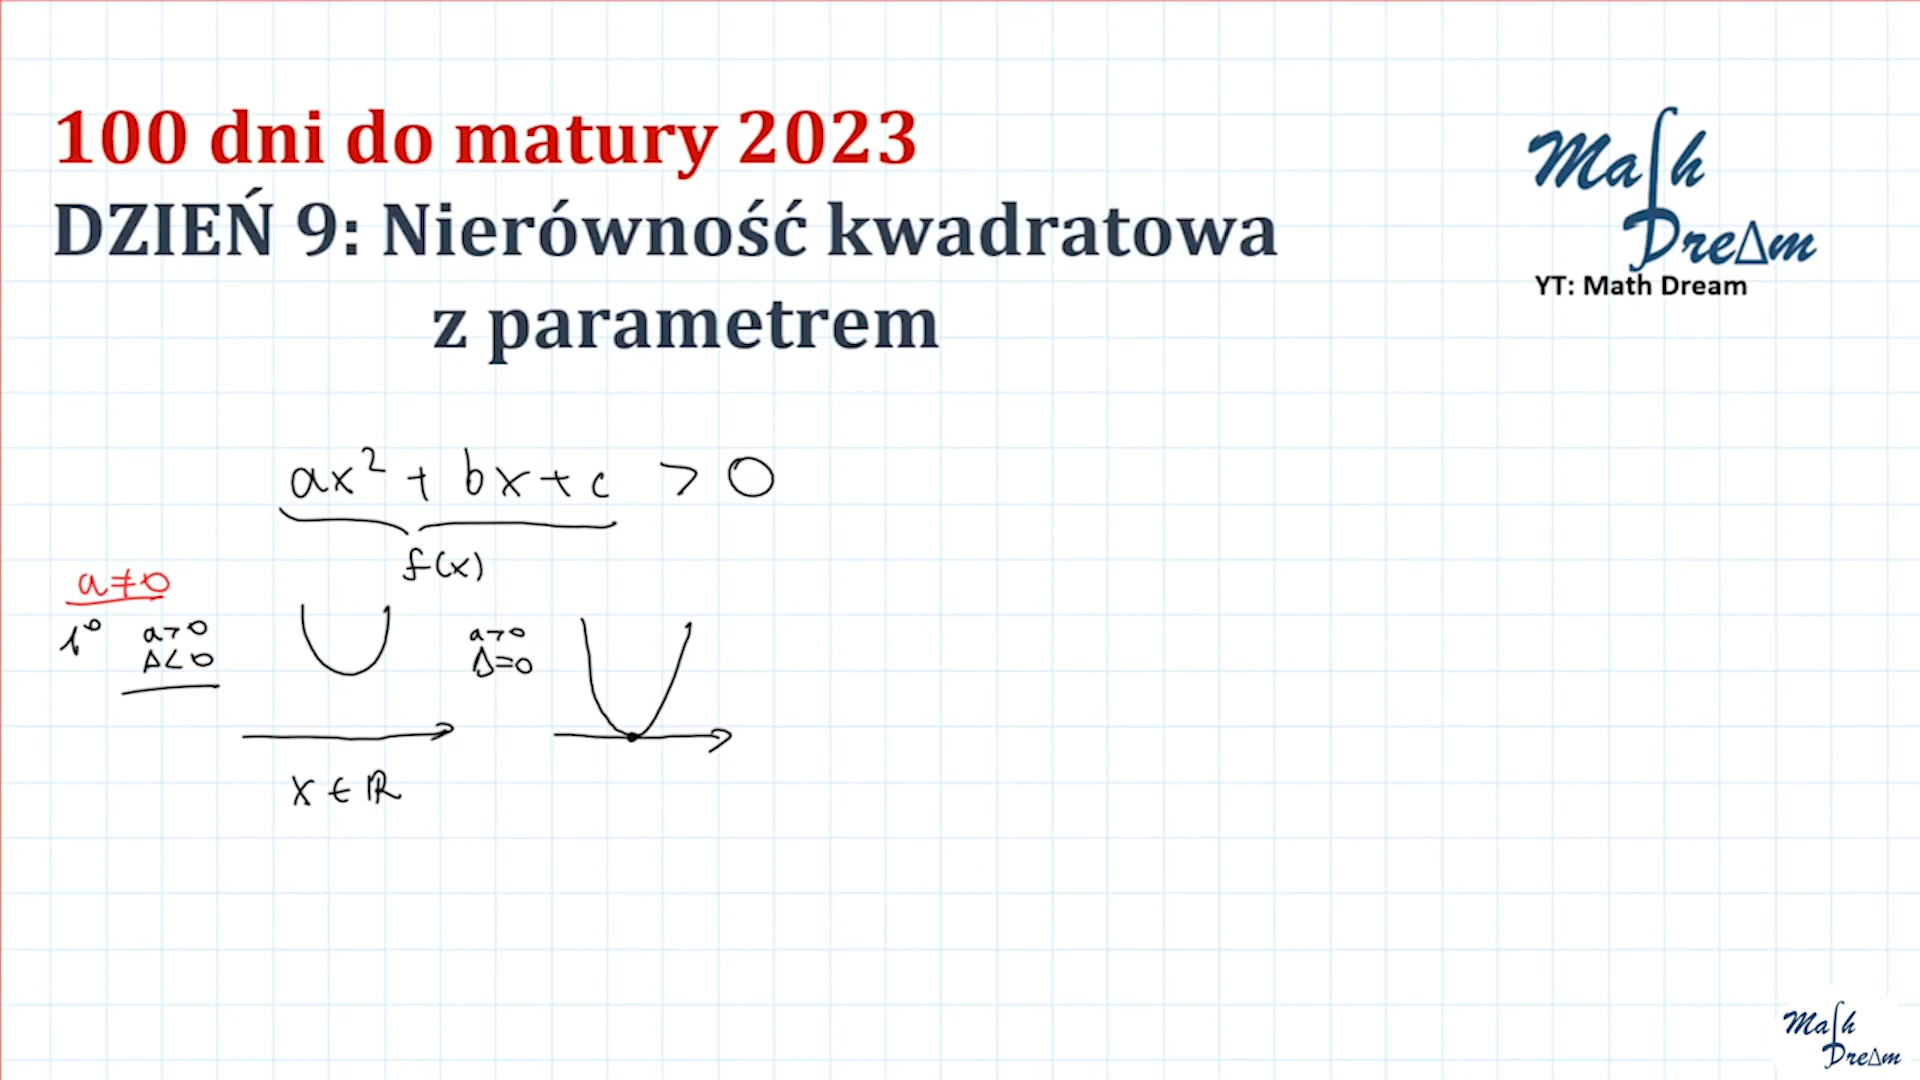 100 dni do matury 2023
DZIEŃ 9: Nierówność kwadratowa
z parametrem
Math
Dream
YT: Math Dream
ax² + bx + c > 0
f(x)
a≠0
1° a>0
Δ<0
a>0
Δ=0
x ∈ ℝ
Math
Dream